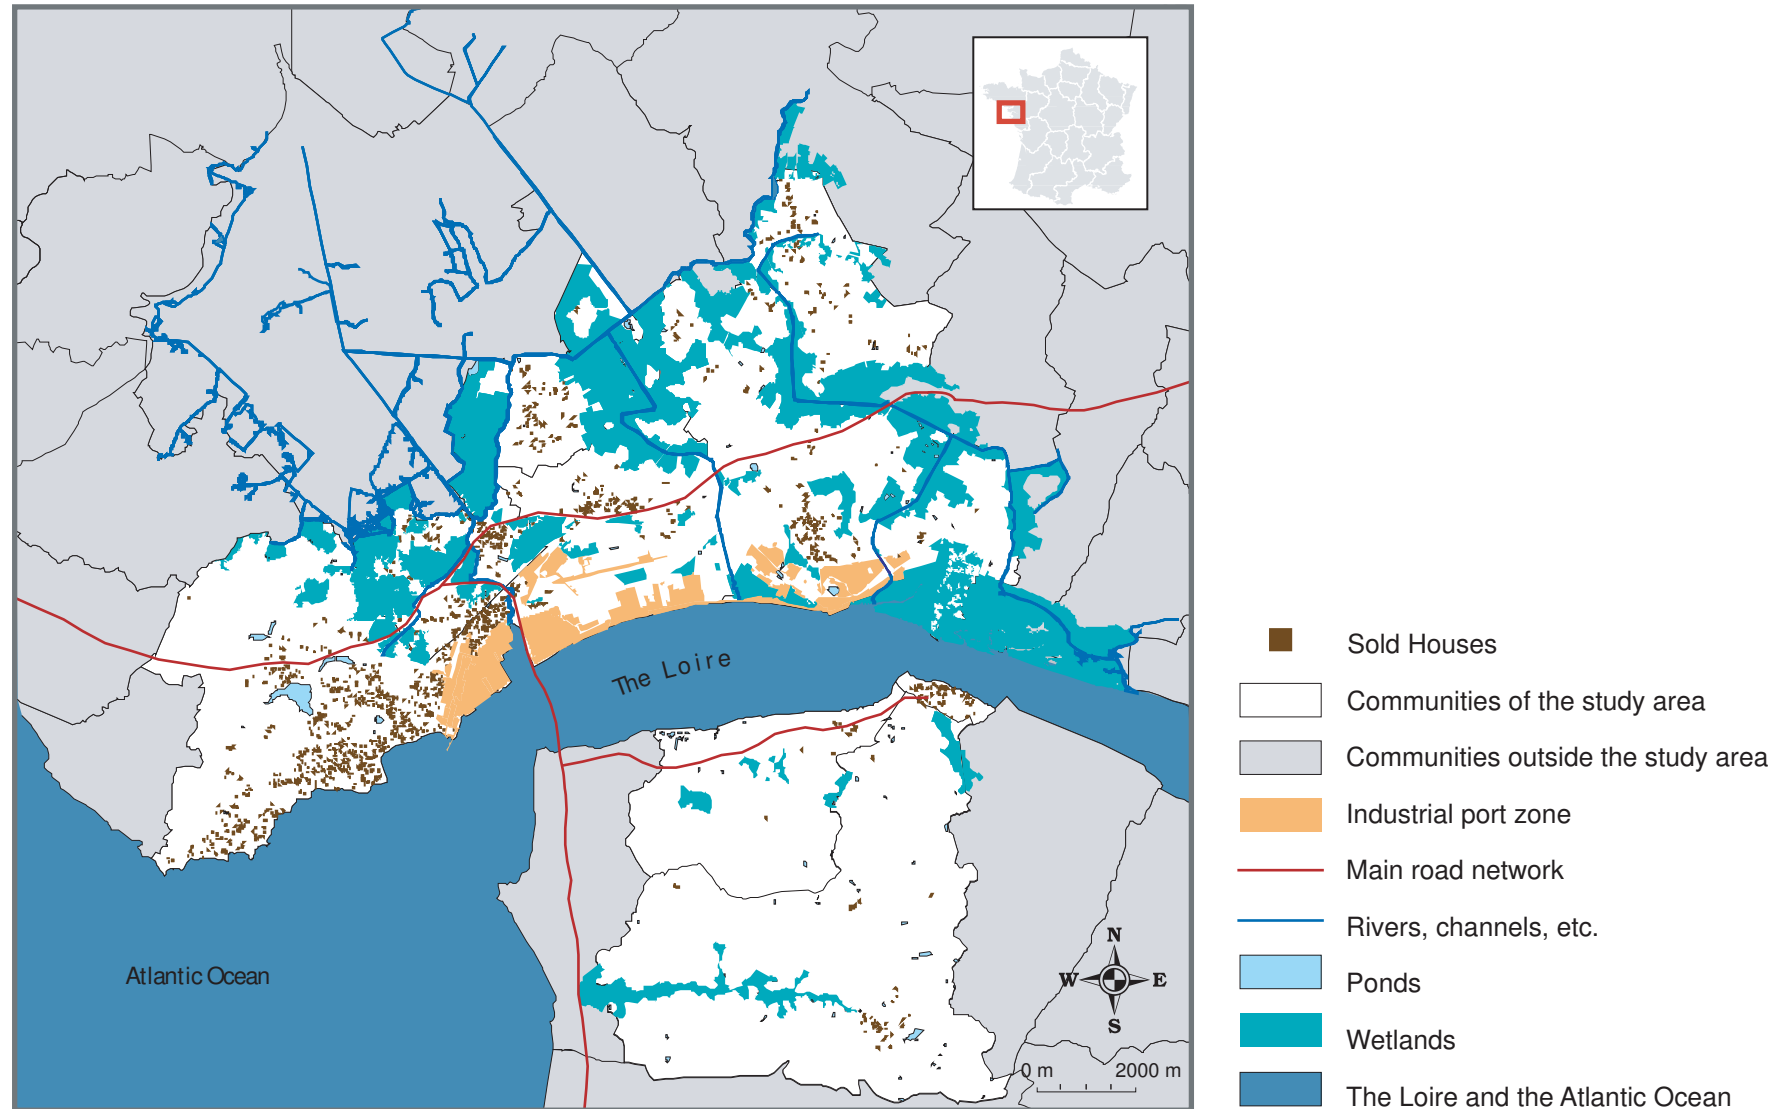 The Loire
Atlantic Ocean
N
W
E
S
0 m
2000 m
Sold Houses
Communities of the study area
Communities outside the study area
Industrial port zone
Main road network
Rivers, channels, etc.
Ponds
Wetlands
The Loire and the Atlantic Ocean